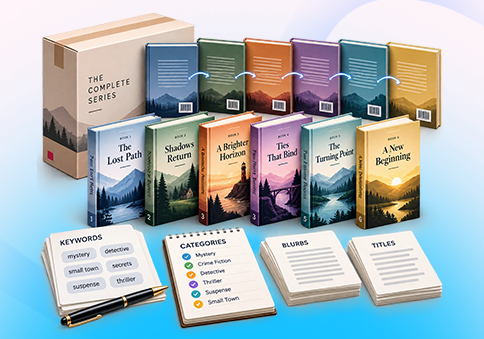 THE
COMPLETE
SERIES
BOOK 1
The
Lost Path
1
BOOK 2
Shadows
Return
2
BOOK 3
A Brighter
Horizon
3
BOOK 4
Ties
That Bind
3
BOOK 5
The
Turning Point
5
BOOK 6
A New
Beginning
6
KEYWORDS
mystery
detective
small town
secrets
suspense
thriller
CATEGORIES
Mystery
Crime Fiction
Detective
Thriller
Suspense
Small Town
BLURBS
TITLES